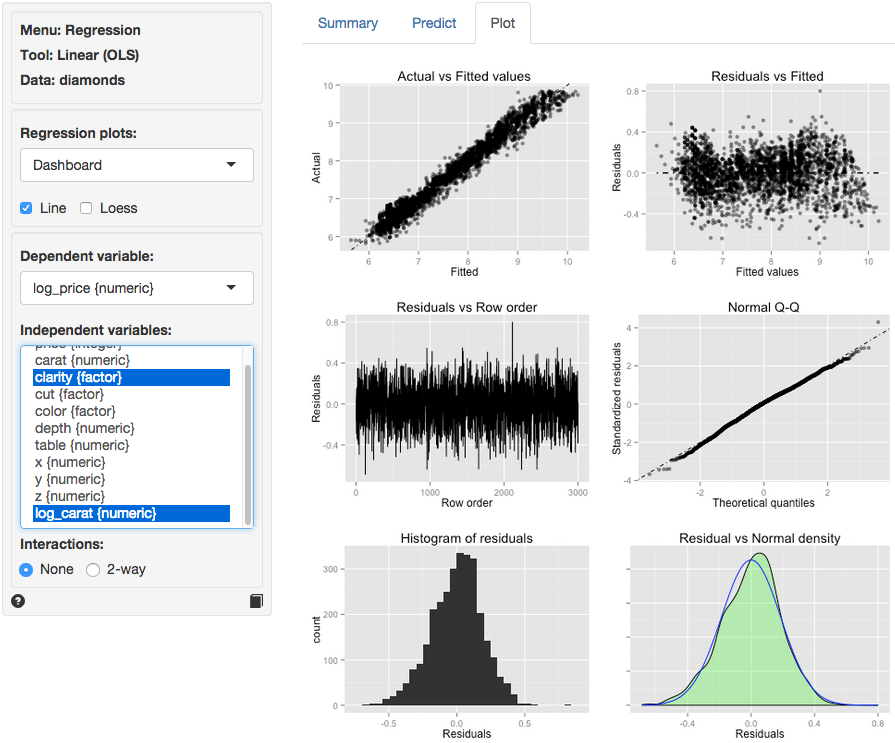 Menu: Regression
Tool: Linear (OLS)
Data: diamonds
Regression plots:
Dashboard
Line Loess
Dependent variable:
log_price {numeric}
Independent variables:
price {integer}
carat {numeric}
clarity {factor}
cut {factor}
color {factor}
depth {numeric}
table {numeric}
x {numeric}
y {numeric}
z {numeric}
log_carat {numeric}
Interactions:
None 2-way
?
Summary Predict Plot
Actual vs Fitted values
Actual
10
9
8
7
6
6 7 8 9 10
Fitted
Residuals vs Fitted
Residuals
0.8
0.4
0.0
-0.4
6 7 8 9 10
Fitted values
Residuals vs Row order
Residuals
0.8
0.4
0.0
-0.4
0 1000 2000 3000
Row order
Normal Q-Q
Standardized residuals
4
2
0
-2
-4
-2 0 2
Theoretical quantiles
Histogram of residuals
count
300
200
100
0
-0.5 0.0 0.5
Residuals
Residual vs Normal density
-0.4 0.0 0.4 0.8
Residuals